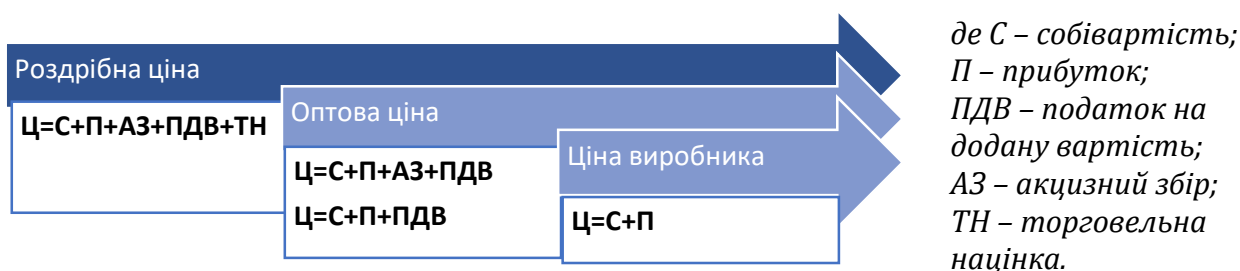 Роздрібна ціна
Ц=С+П+АЗ+ПДВ+ТН
Оптова ціна
Ц=С+П+АЗ+ПДВ
Ц=С+П+ПДВ
Ціна виробника
Ц=С+П
де С – собівартість;
П – прибуток;
ПДВ – податок на
додану вартість;
АЗ – акцизний збір;
ТН – торговельна
націнка.